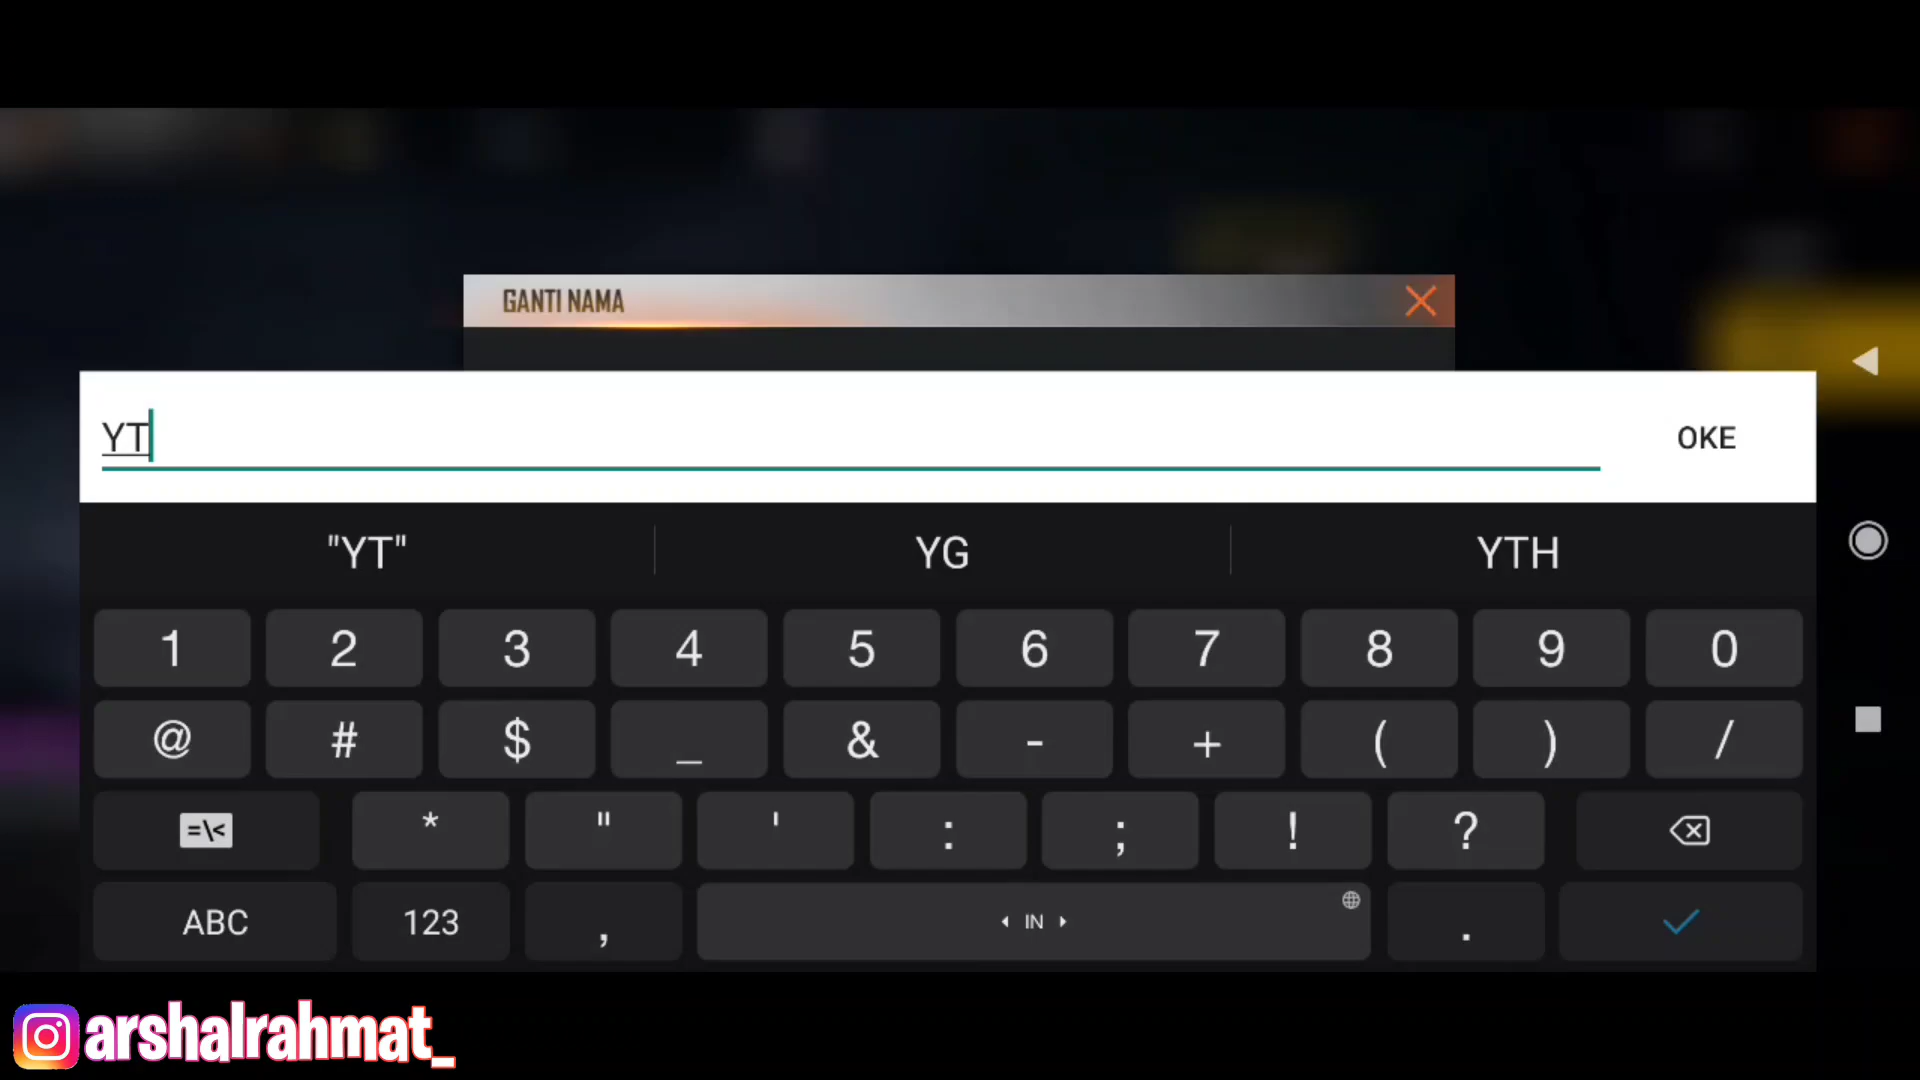 GANTI NAMA
YT
OKE
"YT" YG YTH
1 2 3 4 5 6 7 8 9 0
@ # $ _ & - + ( ) /
=\< * " ' : ; ! ?
ABC 123 , IN .
arshalrahmat_